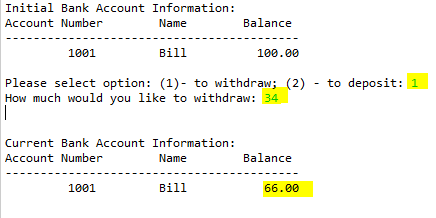 Initial Bank Account Information:
Account Number        Name        Balance
------------------------------------------
         1001         Bill         100.00
Please select option: (1)- to withdraw; (2) - to deposit: 1
How much would you like to withdraw: 34
Current Bank Account Information:
Account Number        Name        Balance
------------------------------------------
         1001         Bill          66.00